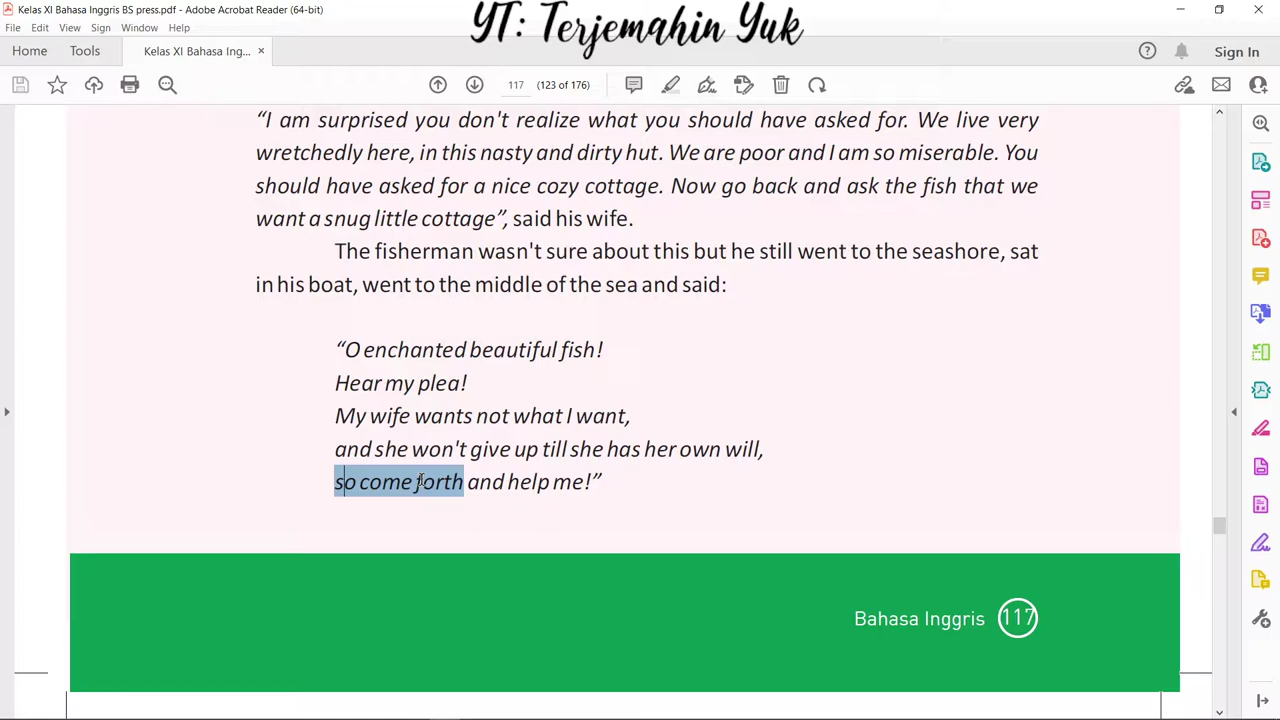 Kelas XI Bahasa Inggris BS press.pdf - Adobe Acrobat Reader (64-bit)
YT: Terjemahin Yuk
File Edit View Sign Window Help
Home Tools Kelas XI Bahasa Ing... × Sign In
117 (123 of 176)
“I am surprised you don't realize what you should have asked for. We live very
wretchedly here, in this nasty and dirty hut. We are poor and I am so miserable. You
should have asked for a nice cozy cottage. Now go back and ask the fish that we
want a snug little cottage”, said his wife.
The fisherman wasn't sure about this but he still went to the seashore, sat
in his boat, went to the middle of the sea and said:
“O enchanted beautiful fish!
Hear my plea!
My wife wants not what I want,
and she won't give up till she has her own will,
so come forth and help me!”
Bahasa Inggris 117